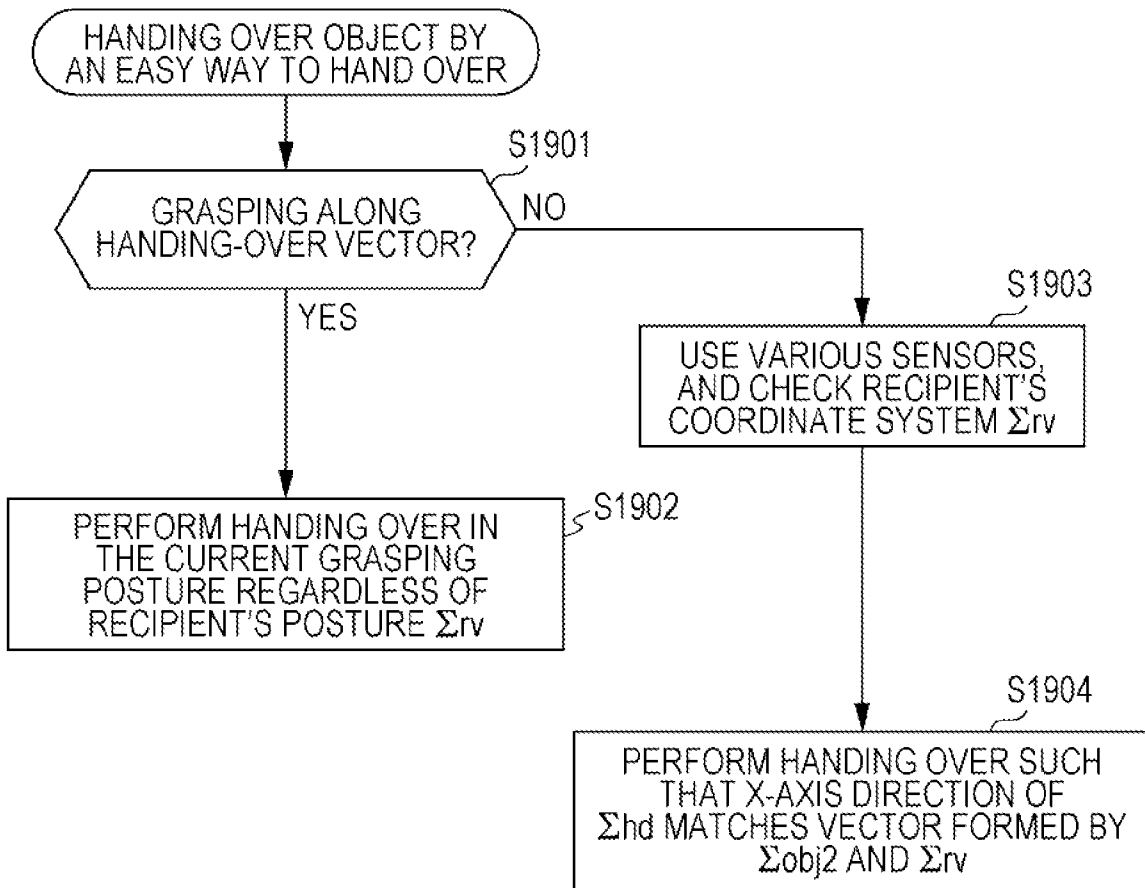 HANDING OVER OBJECT BY
AN EASY WAY TO HAND OVER
S1901
GRASPING ALONG
HANDING-OVER VECTOR?
NO
YES
S1903
USE VARIOUS SENSORS,
AND CHECK RECIPIENT'S
COORDINATE SYSTEM Σrv
S1902
PERFORM HANDING OVER IN
THE CURRENT GRASPING
POSTURE REGARDLESS OF
RECIPIENT'S POSTURE Σrv
S1904
PERFORM HANDING OVER SUCH
THAT X-AXIS DIRECTION OF
Σhd MATCHES VECTOR FORMED BY
Σobj2 AND Σrv